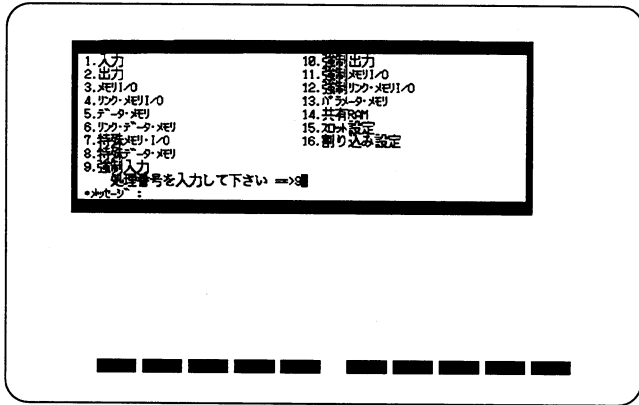 1.入力
2.出力
3.メモリI/O
4.リンク・メモリI/O
5.データ・メモリ
6.リンク・データ・メモリ
7.特殊メモリ・I/O
8.特殊データ・メモリ
9.強制入力
10.強制出力
11.強制メモリI/O
12.強制リンク・メモリI/O
13.パラメータ・メモリ
14.共有RAM
15.スロット設定
16.割り込み設定
処理番号を入力して下さい ==>9
*メッセージ :